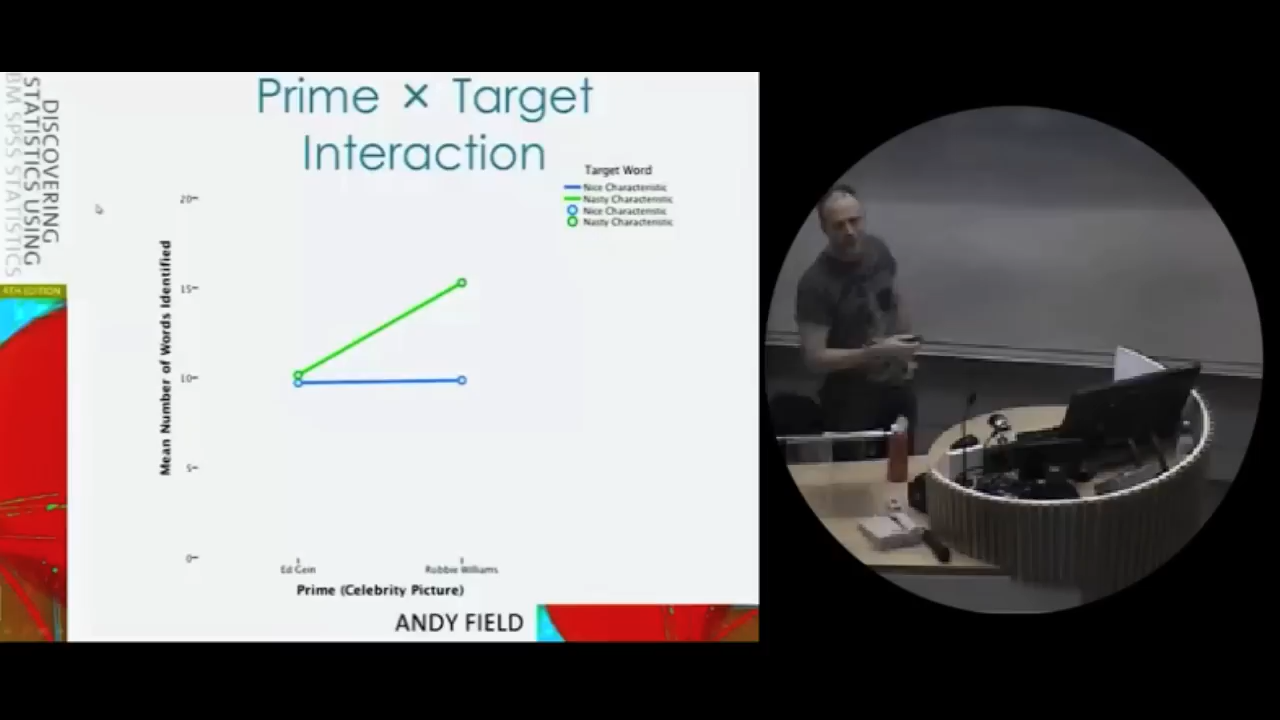 DISCOVERING
STATISTICS USING
IBM SPSS STATISTICS
4TH EDITION
Prime × Target
Interaction
Target Word
Nice Characteristic
Nasty Characteristic
Nice Characteristic
Nasty Characteristic
Mean Number of Words Identified
20
15
10
5
0
Ed Gein
Robbie Williams
Prime (Celebrity Picture)
ANDY FIELD